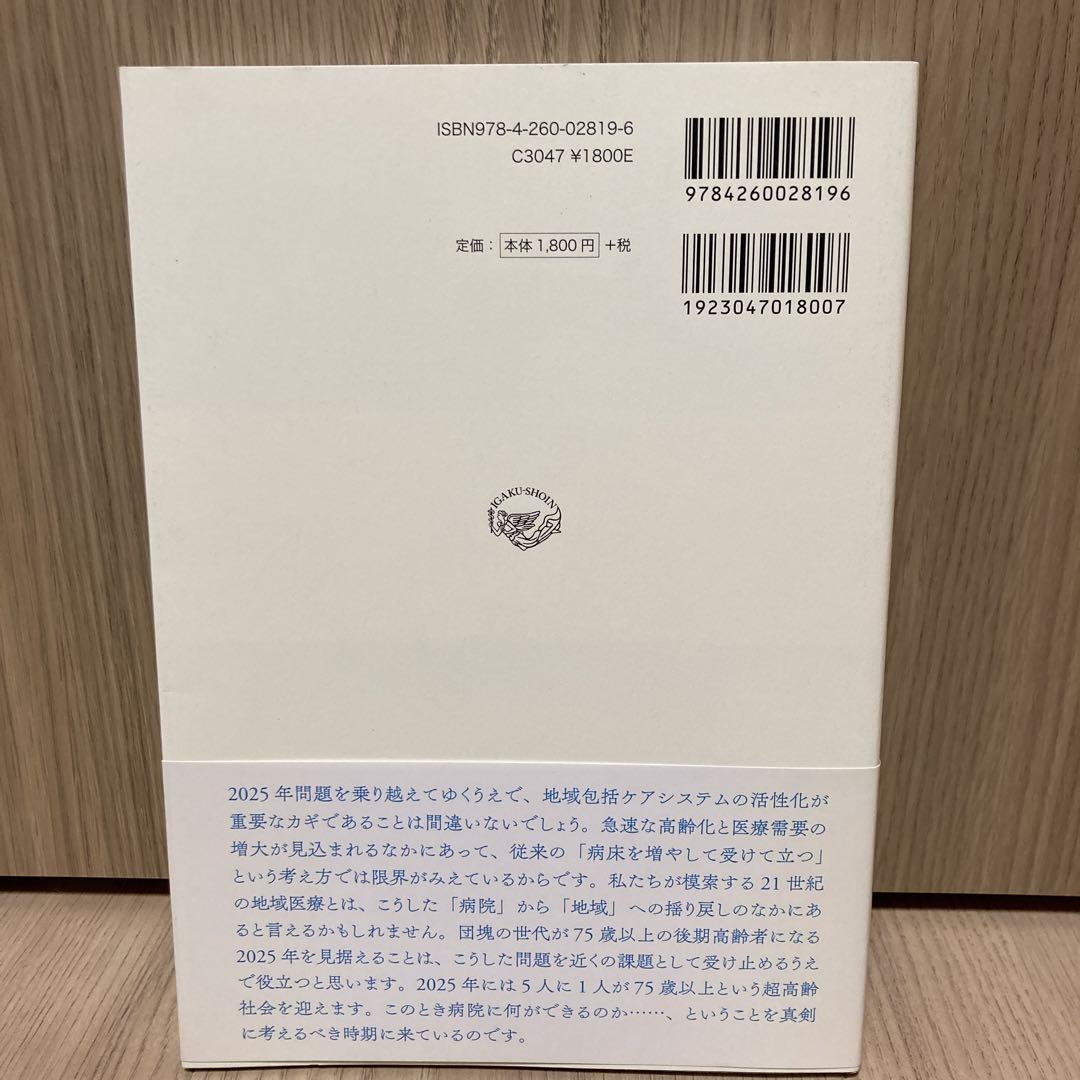 ISBN978-4-260-02819-6
C3047 ¥1800E
9784260028196
定価： 本体 1,800 円 +税
1923047018007
IGAKU-SHOIN
2025 年問題を乗り越えてゆくうえで、地域包括ケアシステムの活性化が
重要なカギであることは間違いないでしょう。急速な高齢化と医療需要の
増大が見込まれるなかにあって、従来の「病床を増やして受けて立つ」
という考え方では限界がみえているからです。私たちが模索する 21 世紀
の地域医療とは、こうした「病院」から「地域」への揺り戻しのなかにあ
ると言えるかもしれません。団塊の世代が 75 歳以上の後期高齢者になる
2025 年を見据えることは、こうした問題を近くの課題として受け止めるうえ
で役立つと思います。2025 年には 5 人に 1 人が 75 歳以上という超高齢
社会を迎えます。このとき病院に何ができるのか……、ということを真剣
に考えるべき時期に来ているのです。